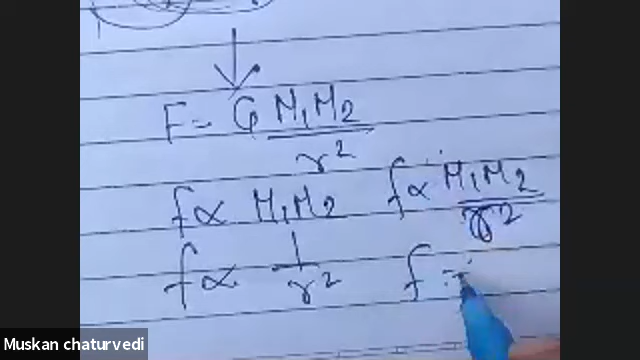 F = G M₁M₂ / r²
f ∝ M₁M₂
f ∝ M₁M₂ / r²
f ∝ 1 / r²
f =
Muskan chaturvedi